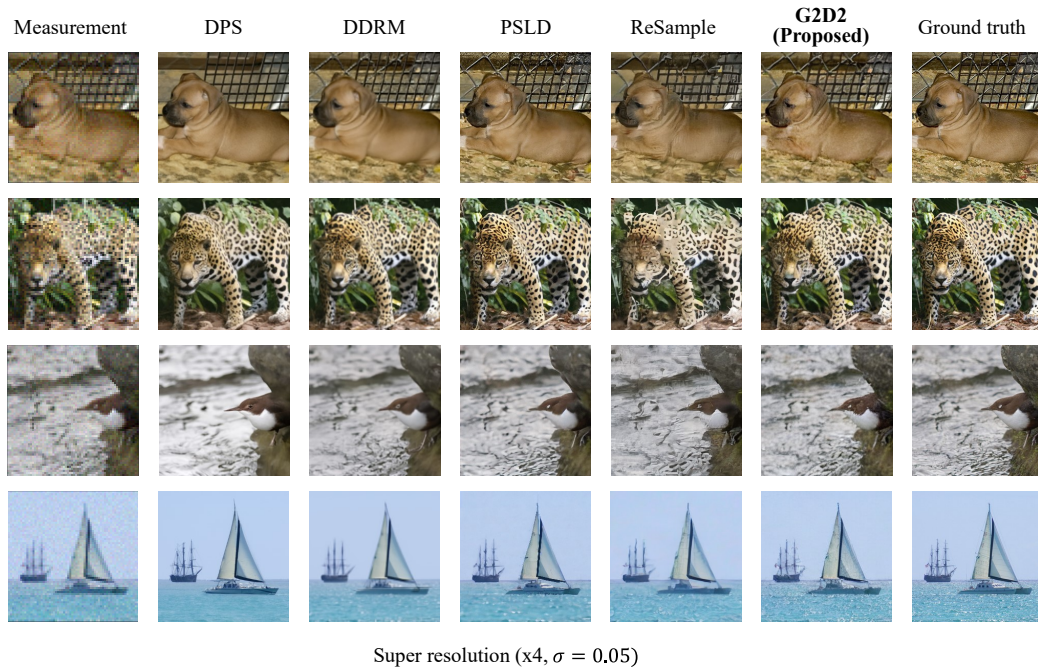 Measurement DPS DDRM PSLD ReSample G2D2 (Proposed) Ground truth
Super resolution (x4, σ = 0.05)